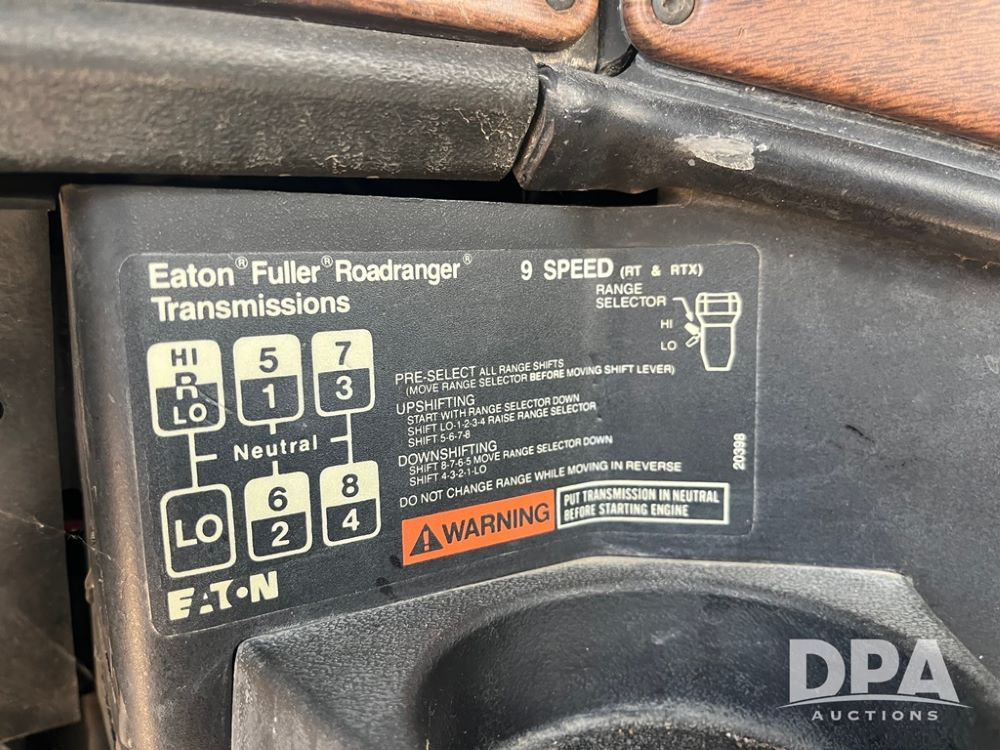 Eaton® Fuller® Roadranger®
Transmissions
9 SPEED (RT & RTX)
RANGE
SELECTOR
HI
LO
HI
R
LO
5
1
7
3
Neutral
LO
6
2
8
4
PRE-SELECT ALL RANGE SHIFTS
(MOVE RANGE SELECTOR BEFORE MOVING SHIFT LEVER)
UPSHIFTING
START WITH RANGE SELECTOR DOWN
SHIFT LO-1-2-3-4 RAISE RANGE SELECTOR
SHIFT 5-6-7-8
DOWNSHIFTING
SHIFT 8-7-6-5 MOVE RANGE SELECTOR DOWN
SHIFT 4-3-2-1-LO
DO NOT CHANGE RANGE WHILE MOVING IN REVERSE
WARNING
PUT TRANSMISSION IN NEUTRAL
BEFORE STARTING ENGINE
20398
EATON
DPA
AUCTIONS